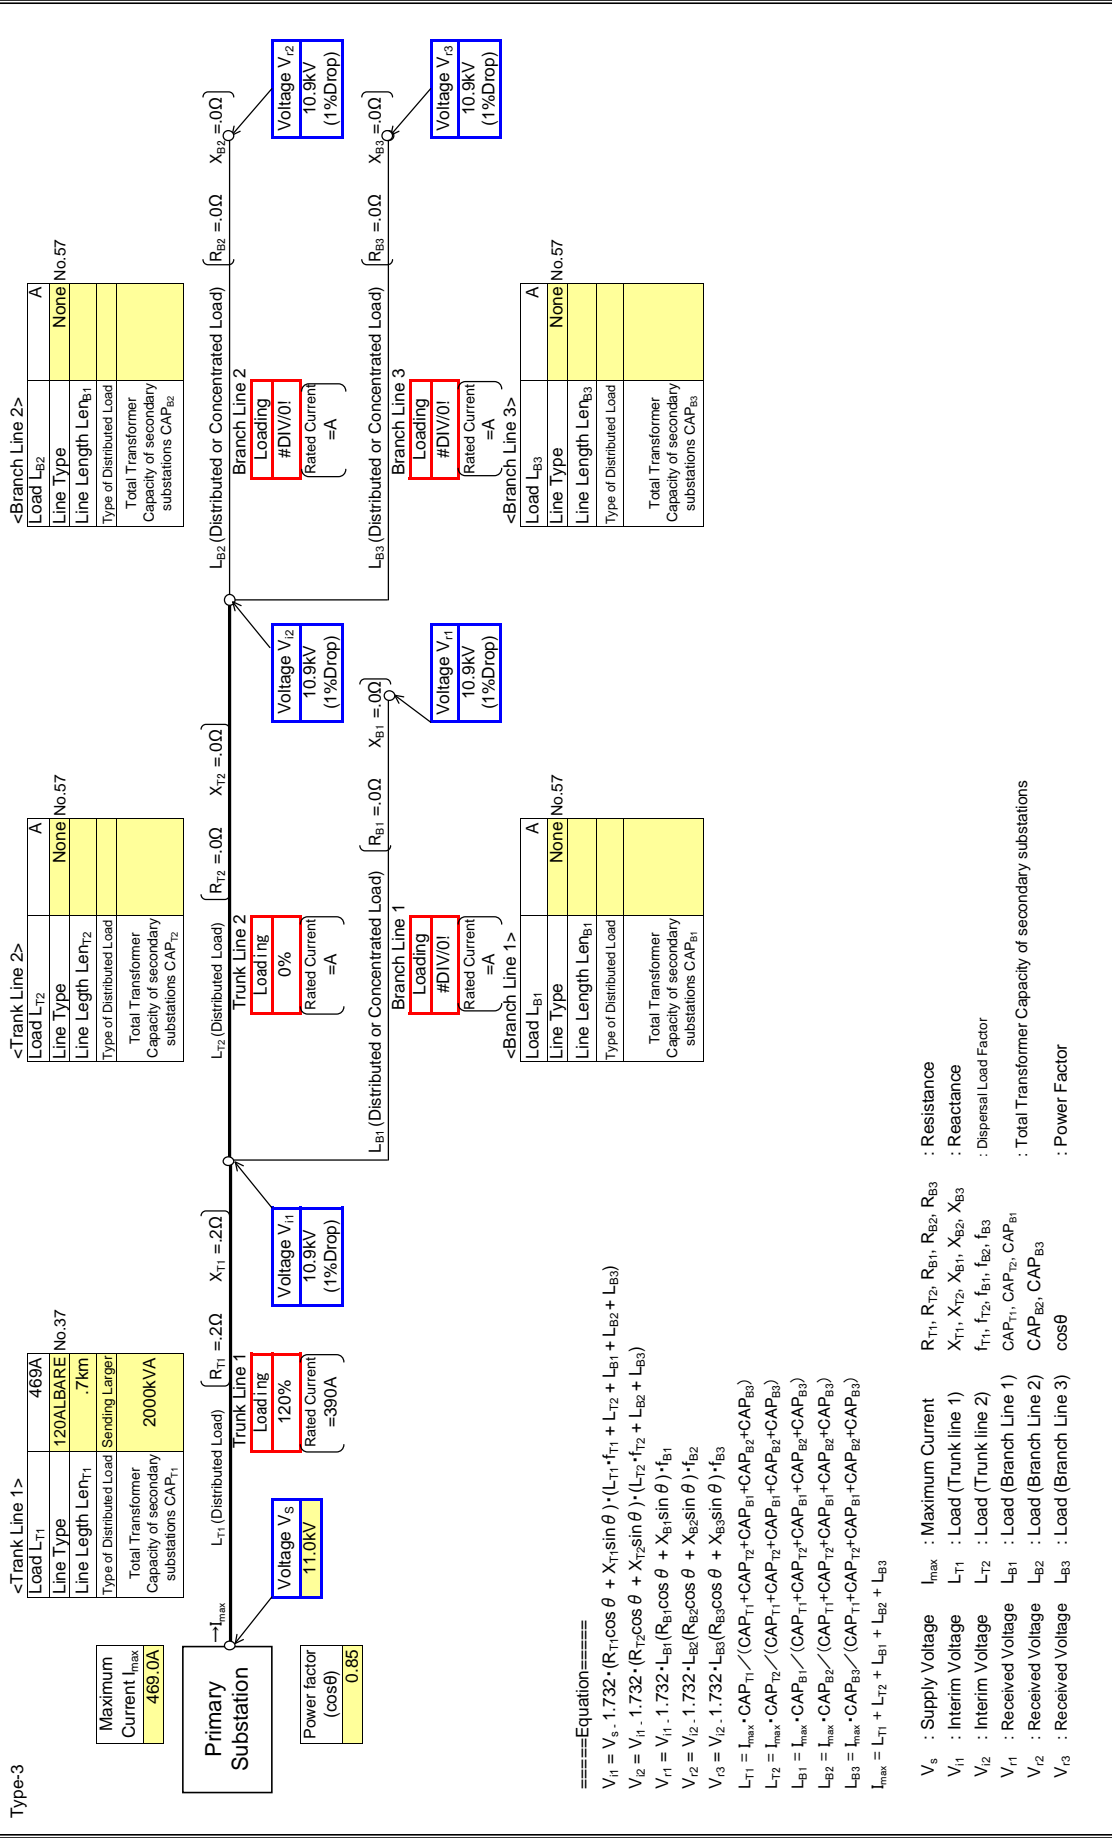 Type-3
Maximum
Current Imax
469.0A
Primary
Substation
Power factor
(cosθ)
0.85
→Imax
Voltage VS
11.0kV
<Trank Line 1>
Load LT1 469A
Line Type 120ALBARE No.37
Line Legth LenT1 .7km
Type of Distributed Load Sending Larger
Total Transformer
Capacity of secondary
substations CAPT1
2000kVA
LT1 (Distributed Load)
RT1 =.2Ω XT1 =.2Ω
Trunk Line 1
Loading
120%
Rated Current
=390A
Voltage Vi1
10.9kV
(1%Drop)
<Trank Line 2>
Load LT2 A
Line Type None No.57
Line Legth LenT2
Type of Distributed Load
Total Transformer
Capacity of secondary
substations CAPT2
LT2 (Distributed Load)
RT2 =.0Ω XT2 =.0Ω
Trunk Line 2
Loading
0%
Rated Current
=A
Voltage Vi2
10.9kV
(1%Drop)
LB1 (Distributed or Concentrated Load)
RB1 =.0Ω XB1 =.0Ω
Branch Line 1
Loading
#DIV/0!
Rated Current
=A
Voltage Vr1
10.9kV
(1%Drop)
<Branch Line 1>
Load LB1 A
Line Type None No.57
Line Length LenB1
Type of Distributed Load
Total Transformer
Capacity of secondary
substations CAPB1
<Branch Line 2>
Load LB2 A
Line Type None No.57
Line Length LenB1
Type of Distributed Load
Total Transformer
Capacity of secondary
substations CAPB2
LB2 (Distributed or Concentrated Load)
RB2 =.0Ω XB2 =.0Ω
Branch Line 2
Loading
#DIV/0!
Rated Current
=A
Voltage Vr2
10.9kV
(1%Drop)
LB3 (Distributed or Concentrated Load)
RB3 =.0Ω XB3 =.0Ω
Branch Line 3
Loading
#DIV/0!
Rated Current
=A
Voltage Vr3
10.9kV
(1%Drop)
<Branch Line 3>
Load LB3 A
Line Type None No.57
Line Length LenB3
Type of Distributed Load
Total Transformer
Capacity of secondary
substations CAPB3
=====Equation=====
Vi1 = VS - 1.732・(RT1cosθ + XT1sinθ)・(LT1・fT1 + LT2 + LB1 + LB2 + LB3)
Vi2 = Vi1 - 1.732・(RT2cosθ + XT2sinθ)・(LT2・fT2 + LB2 + LB3)
Vr1 = Vi1 - 1.732・LB1(RB1cosθ + XB1sinθ)・fB1
Vr2 = Vi2 - 1.732・LB2(RB2cosθ + XB2sinθ)・fB2
Vr3 = Vi2 - 1.732・LB3(RB3cosθ + XB3sinθ)・fB3
LT1 = Imax・CAPT1／(CAPT1+CAPT2+CAPB1+CAPB2+CAPB3)
LT2 = Imax・CAPT2／(CAPT1+CAPT2+CAPB1+CAPB2+CAPB3)
LB1 = Imax・CAPB1／(CAPT1+CAPT2+CAPB1+CAPB2+CAPB3)
LB2 = Imax・CAPB2／(CAPT1+CAPT2+CAPB1+CAPB2+CAPB3)
LB3 = Imax・CAPB3／(CAPT1+CAPT2+CAPB1+CAPB2+CAPB3)
Imax = LT1 + LT2 + LB1 + LB2 + LB3
Vs : Supply Voltage Imax : Maximum Current RT1, RT2, RB1, RB2, RB3 : Resistance
Vi1 : Interim Voltage LT1 : Load (Trunk line 1) XT1, XT2, XB1, XB2, XB3 : Reactance
Vi2 : Interim Voltage LT2 : Load (Trunk line 2) fT1, fT2, fB1, fB2, fB3 : Dispersal Load Factor
Vr1 : Received Voltage LB1 : Load (Branch Line 1) CAPT1, CAPT2, CAPB1 : Total Transformer Capacity of secondary substations
Vr2 : Received Voltage LB2 : Load (Branch Line 2) CAPB2, CAPB3
Vr3 : Received Voltage LB3 : Load (Branch Line 3) cosθ : Power Factor